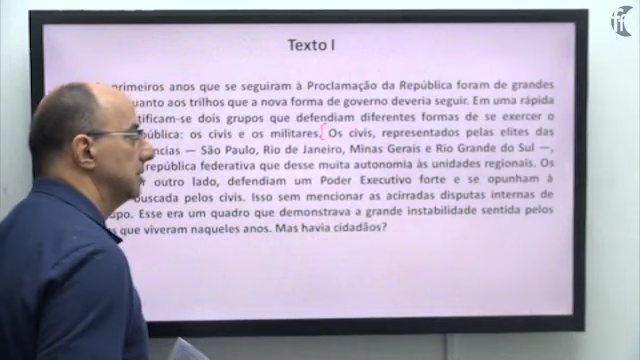 ff
Texto I
primeiros anos que se seguiram à Proclamação da República foram de grandes
quanto aos trilhos que a nova forma de governo deveria seguir. Em uma rápida
tificam-se dois grupos que defendiam diferentes formas de se exercer o
pública: os civis e os militares. Os civis, representados pelas elites das
ncias — São Paulo, Rio de Janeiro, Minas Gerais e Rio Grande do Sul —,
república federativa que desse muita autonomia às unidades regionais. Os
outro lado, defendiam um Poder Executivo forte e se opunham à
buscada pelos civis. Isso sem mencionar as acirradas disputas internas de
upo. Esse era um quadro que demonstrava a grande instabilidade sentida pelos
s que viveram naqueles anos. Mas havia cidadãos?